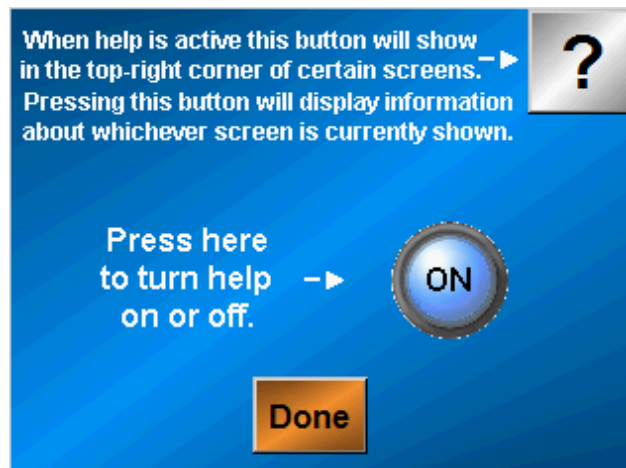 When help is active this button will show
in the top-right corner of certain screens.
?
Pressing this button will display information
about whichever screen is currently shown.
Press here
to turn help
on or off.
ON
Done